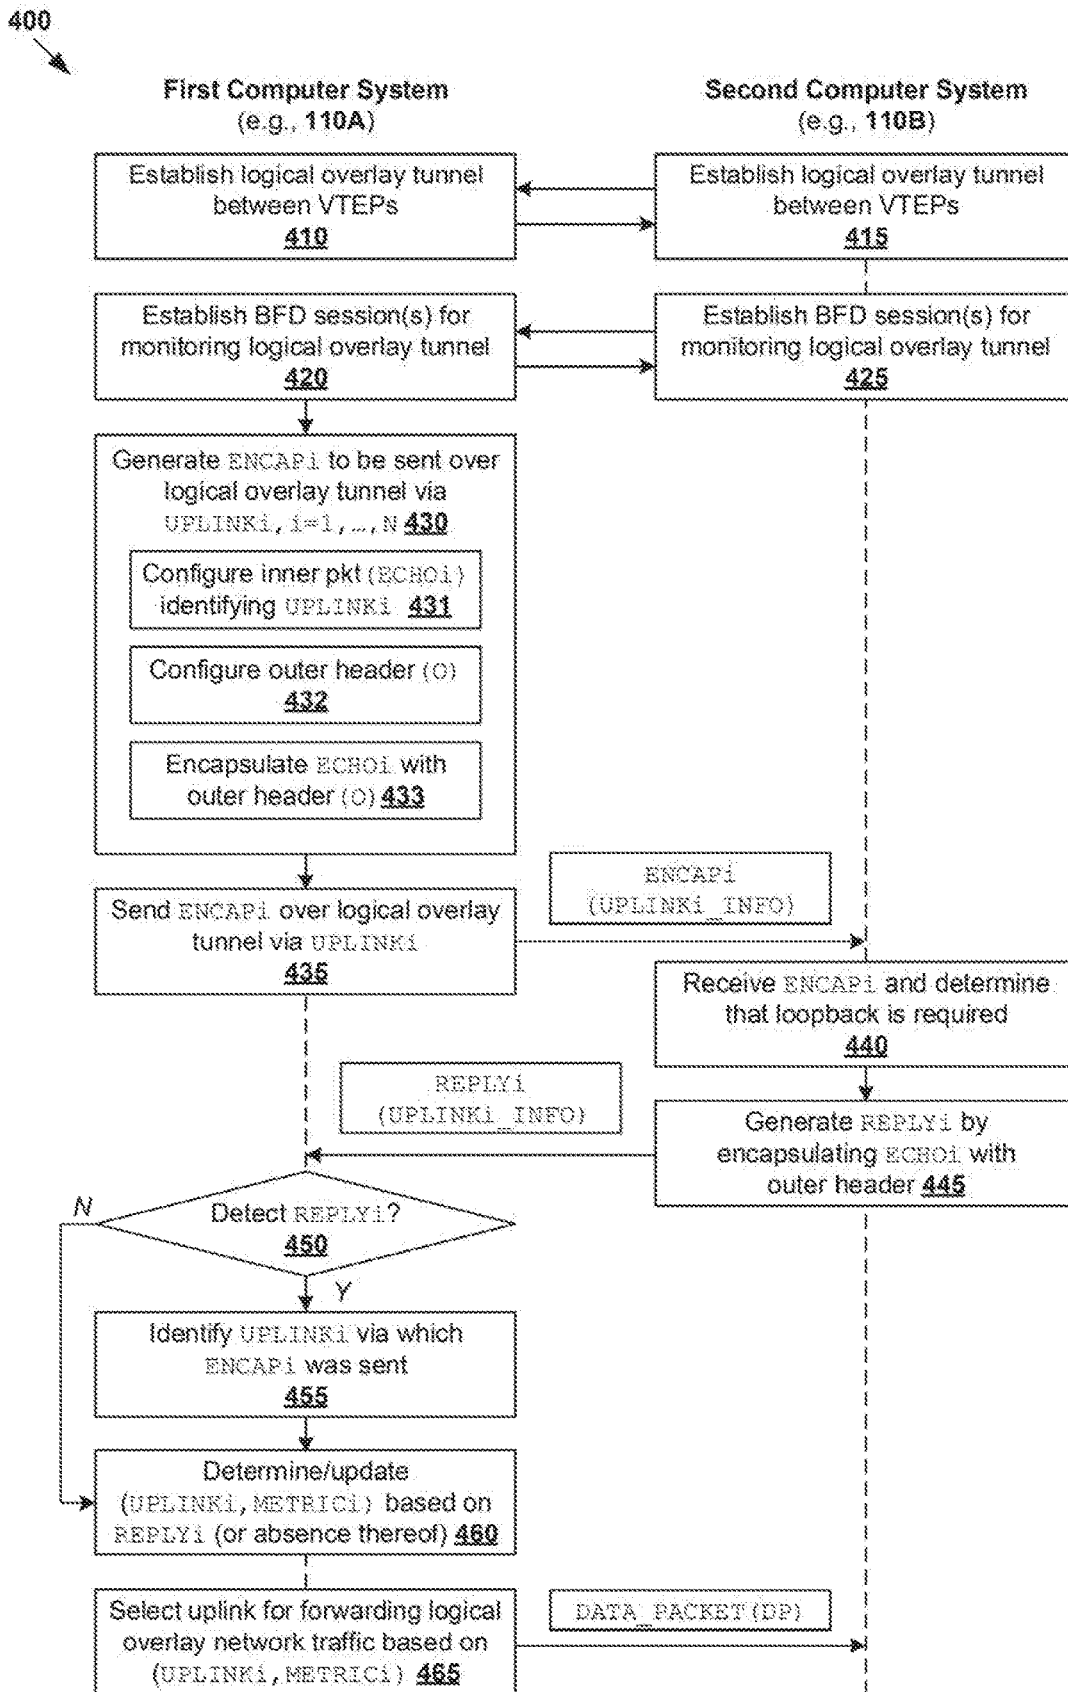 400
First Computer System
(e.g., 110A)
Second Computer System
(e.g., 110B)
Establish logical overlay tunnel
between VTEPs
410
Establish logical overlay tunnel
between VTEPs
415
Establish BFD session(s) for
monitoring logical overlay tunnel
420
Establish BFD session(s) for
monitoring logical overlay tunnel
425
Generate ENCAPi to be sent over
logical overlay tunnel via
UPLINKi, i=1, …, N 430
Configure inner pkt (ECHOi)
identifying UPLINKi 431
Configure outer header (O)
432
Encapsulate ECHOi with
outer header (O) 433
ENCAPi
(UPLINKi_INFO)
Send ENCAPi over logical overlay
tunnel via UPLINKi
435
Receive ENCAPi and determine
that loopback is required
440
REPLYi
(UPLINKi_INFO)
Generate REPLYi by
encapsulating ECHOi with
outer header 445
N
Detect REPLYi?
450
Y
Identify UPLINKi via which
ENCAPi was sent
455
Determine/update
(UPLINKi, METRICi) based on
REPLYi (or absence thereof) 460
Select uplink for forwarding logical
overlay network traffic based on
(UPLINKi, METRICi) 465
DATA_PACKET(DP)